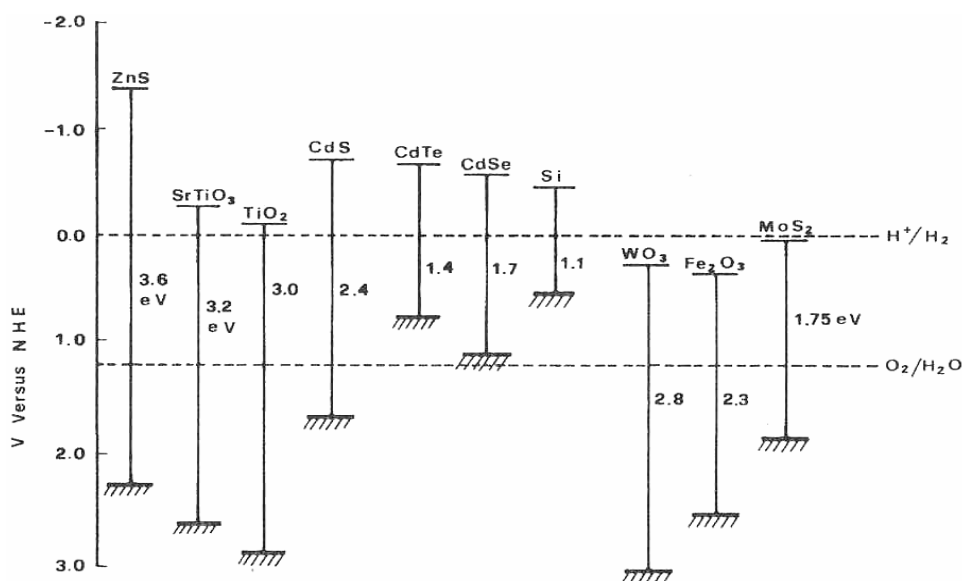 -2.0
ZnS
-1.0
CdS
CdTe
CdSe
Si
SrTiO₃
TiO₂
MoS₂
0.0
H⁺/H₂
WO₃
Fe₂O₃
3.6
eV
3.2
eV
3.0
2.4
1.4
1.7
1.1
1.75 eV
1.0
O₂/H₂O
2.8
2.3
2.0
3.0
V Versus NHE